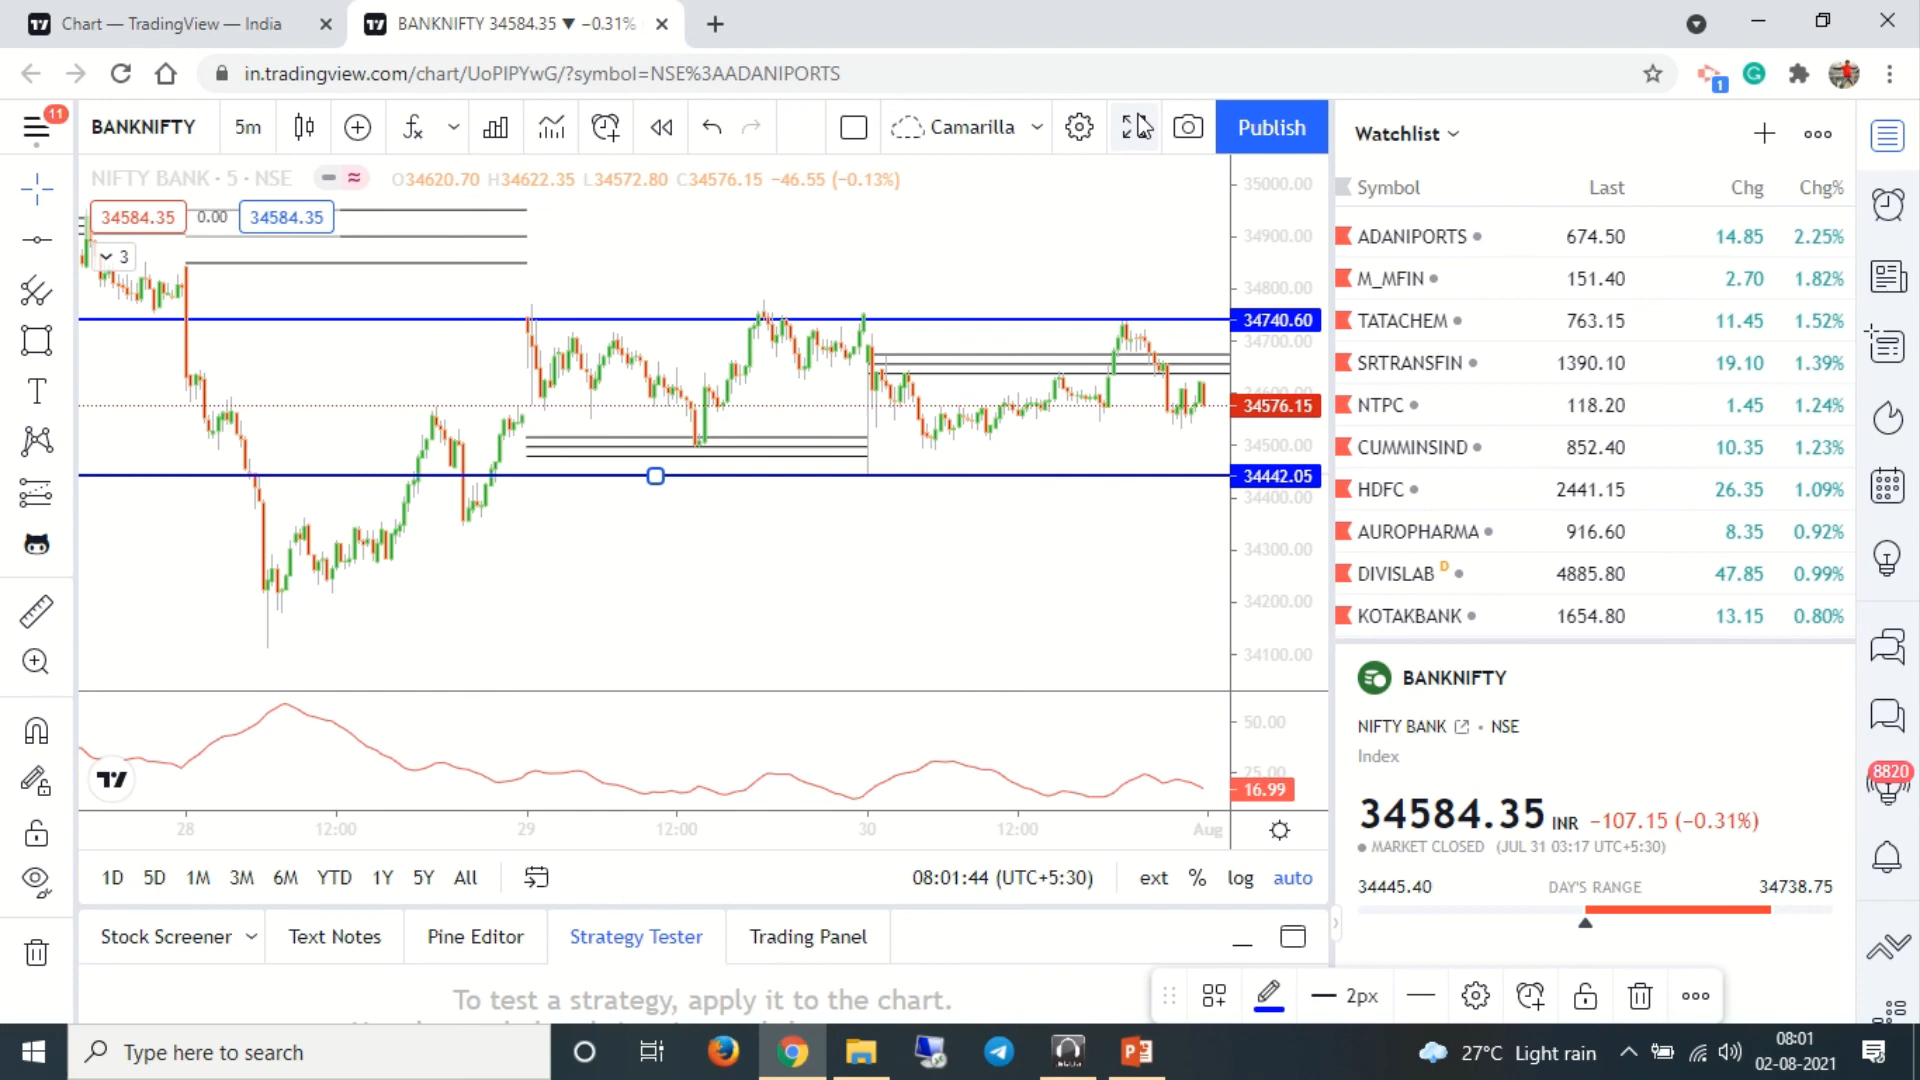 Chart — TradingView — India
BANKNIFTY 34584.35 ▼ −0.31%
in.tradingview.com/chart/UoPIPYwG/?symbol=NSE%3AADANIPORTS
1
11
BANKNIFTY 5m Camarilla Publish
NIFTY BANK · 5 · NSE O34620.70 H34622.35 L34572.80 C34576.15 −46.55 (−0.13%)
34584.35 0.00 34584.35
3
35000.00
34900.00
34800.00
34740.60
34700.00
34600.00
34576.15
34500.00
34442.05
34400.00
34300.00
34200.00
34100.00
50.00
25.00
16.99
28 12:00 29 12:00 30 12:00 Aug
1D 5D 1M 3M 6M YTD 1Y 5Y All 08:01:44 (UTC+5:30) ext % log auto
Stock Screener Text Notes Pine Editor Strategy Tester Trading Panel
To test a strategy, apply it to the chart.
2px
Watchlist
Symbol Last Chg Chg%
ADANIPORTS 674.50 14.85 2.25%
M_MFIN 151.40 2.70 1.82%
TATACHEM 763.15 11.45 1.52%
SRTRANSFIN 1390.10 19.10 1.39%
NTPC 118.20 1.45 1.24%
CUMMINSIND 852.40 10.35 1.23%
HDFC 2441.15 26.35 1.09%
AUROPHARMA 916.60 8.35 0.92%
DIVISLAB D 4885.80 47.85 0.99%
KOTAKBANK 1654.80 13.15 0.80%
BANKNIFTY
NIFTY BANK · NSE
Index
34584.35 INR −107.15 (−0.31%)
MARKET CLOSED (JUL 31 03:17 UTC+5:30)
34445.40 DAY'S RANGE 34738.75
8820
Type here to search
27°C Light rain
08:01
02-08-2021